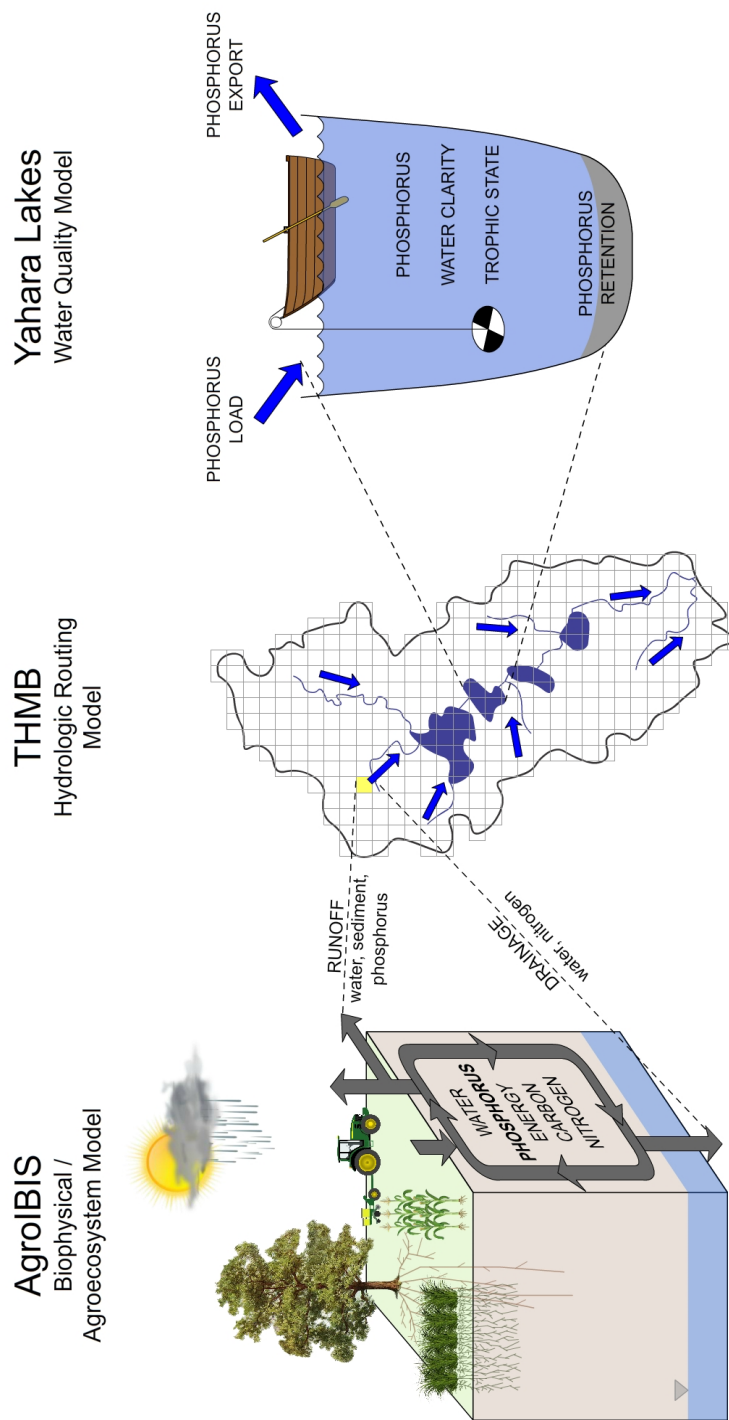 AgroIBIS
Biophysical /
Agroecosystem Model
WATER
PHOSPHORUS
ENERGY
CARBON
NITROGEN
RUNOFF
water, sediment,
phosphorus
DRAINAGE
water, nitrogen
THMB
Hydrologic Routing
Model
Yahara Lakes
Water Quality Model
PHOSPHORUS
LOAD
PHOSPHORUS
EXPORT
PHOSPHORUS
WATER CLARITY
TROPHIC STATE
PHOSPHORUS
RETENTION